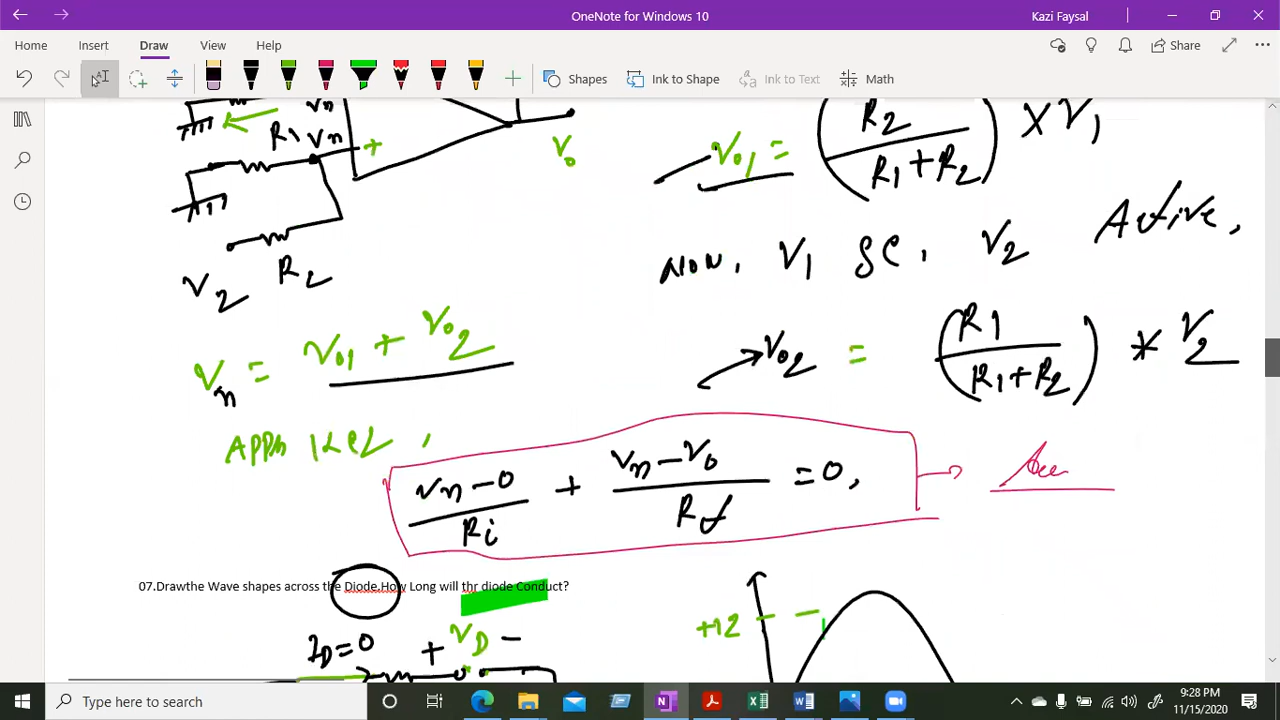 OneNote for Windows 10
Kazi Faysal
Home Insert Draw View Help
Share
Shapes Ink to Shape Ink to Text Math
Vn
R1 Vn
+
Vo
V2 R2
Vo1 = (R2 / R1+R2) × V1
Now, V1 SC, V2 Active,
Vn = Vo1 + Vo2
Vo2 = (R1 / R1+R2) * V2
KCL,
Vn-0 / Ri + Vn-Vo / Rf = 0,
07.Drawthe Wave shapes across the Diode.How Long will thr diode Conduct?
ID=0 + VD -
+12
Type here to search
9:28 PM
11/15/2020